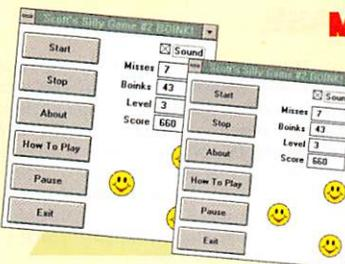 M
Scott's Silly Game #2 BOINK!
Start
Sound
Misses 7
Stop
Boinks 43
Level 3
About
Score 660
How To Play
Pause
Exit
Scott's Silly Game #2 BOINK!
Start
Sound
Misses 7
Stop
Boinks 43
Level 3
About
Score 660
How To Play
Pause
Exit